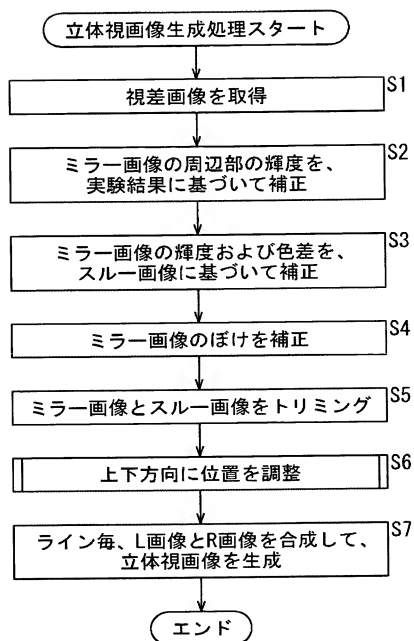 立体視画像生成処理スタート
S1
視差画像を取得
S2
ミラー画像の周辺部の輝度を、
実験結果に基づいて補正
S3
ミラー画像の輝度および色差を、
スルー画像に基づいて補正
S4
ミラー画像のぼけを補正
S5
ミラー画像とスルー画像をトリミング
S6
上下方向に位置を調整
S7
ライン毎、L画像とR画像を合成して、
立体視画像を生成
エンド